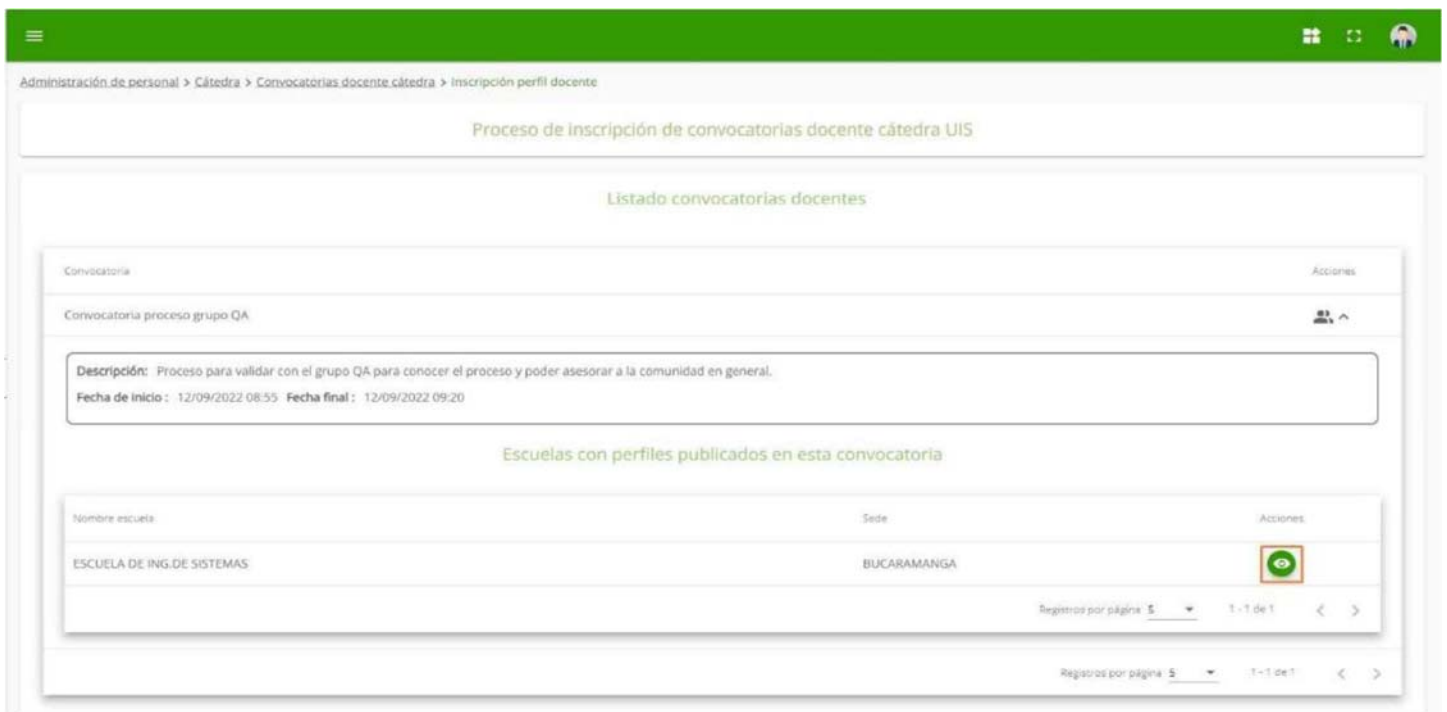 Administración de personal > Cátedra > Convocatorias docente cátedra > Inscripción perfil docente
Proceso de inscripción de convocatorias docente cátedra UIS
Listado convocatorias docentes
Convocatoria Acciones
Convocatoria proceso grupo QA
Descripción: Proceso para validar con el grupo QA para conocer el proceso y poder asesorar a la comunidad en general.
Fecha de inicio : 12/09/2022 08:55 Fecha final : 12/09/2022 09:20
Escuelas con perfiles publicados en esta convocatoria
Nombre escuela Sede Acciones
ESCUELA DE ING.DE SISTEMAS BUCARAMANGA
Registros por página 5 1 - 1 de 1
Registros por página 5 1 - 1 de 1